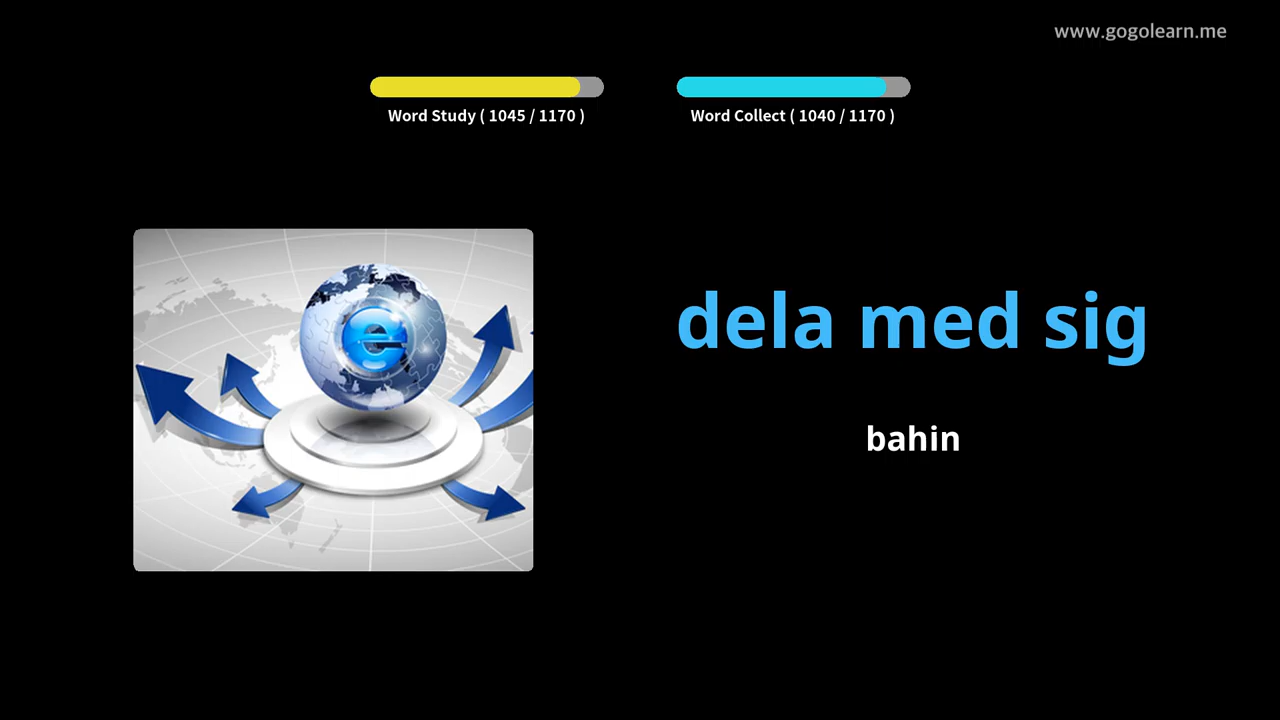 www.gogolearn.me
Word Study ( 1045 / 1170 )
Word Collect ( 1040 / 1170 )
e
dela med sig
bahin